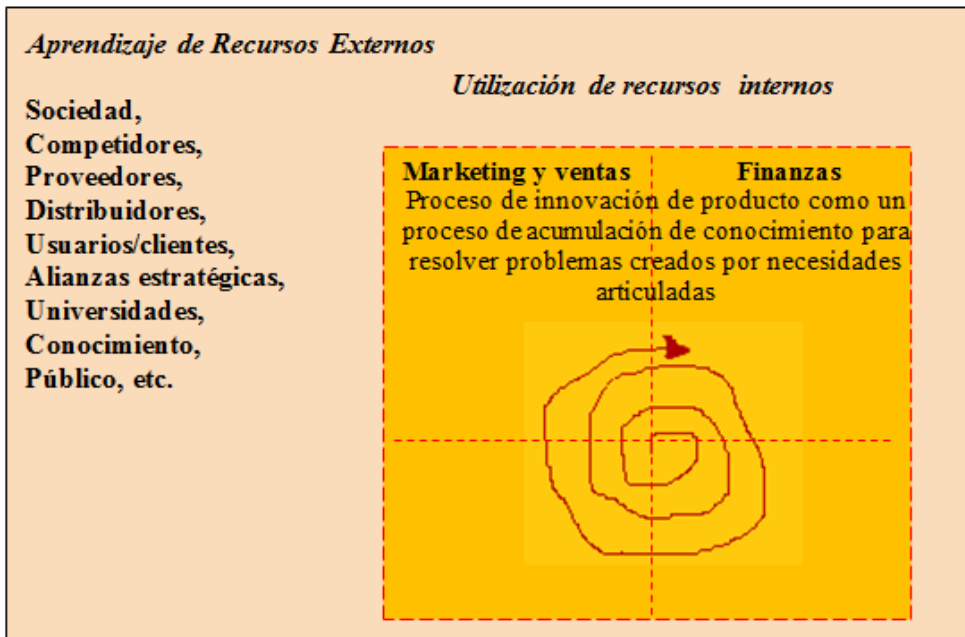 Aprendizaje de Recursos Externos
Utilización de recursos internos
Sociedad,
Competidores,
Proveedores,
Distribuidores,
Usuarios/clientes,
Alianzas estratégicas,
Universidades,
Conocimiento,
Público, etc.
Marketing y ventas
Finanzas
Proceso de innovación de producto como un
proceso de acumulación de conocimiento para
resolver problemas creados por necesidades
articuladas